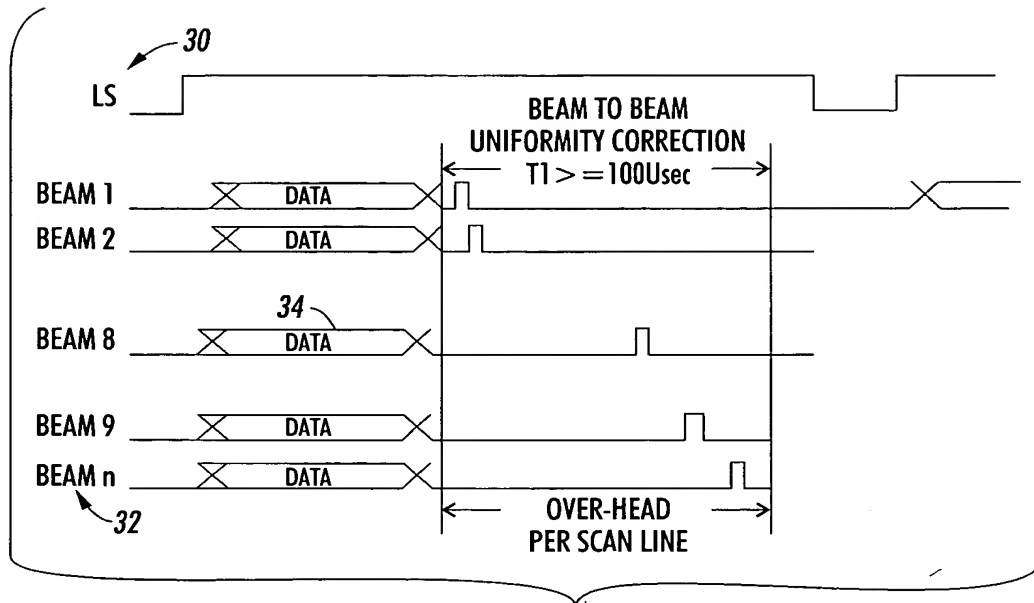 30
LS
BEAM TO BEAM
UNIFORMITY CORRECTION
T1 > = 100Usec
BEAM 1
DATA
BEAM 2
DATA
34
BEAM 8
DATA
BEAM 9
DATA
BEAM n
DATA
32
OVER-HEAD
PER SCAN LINE